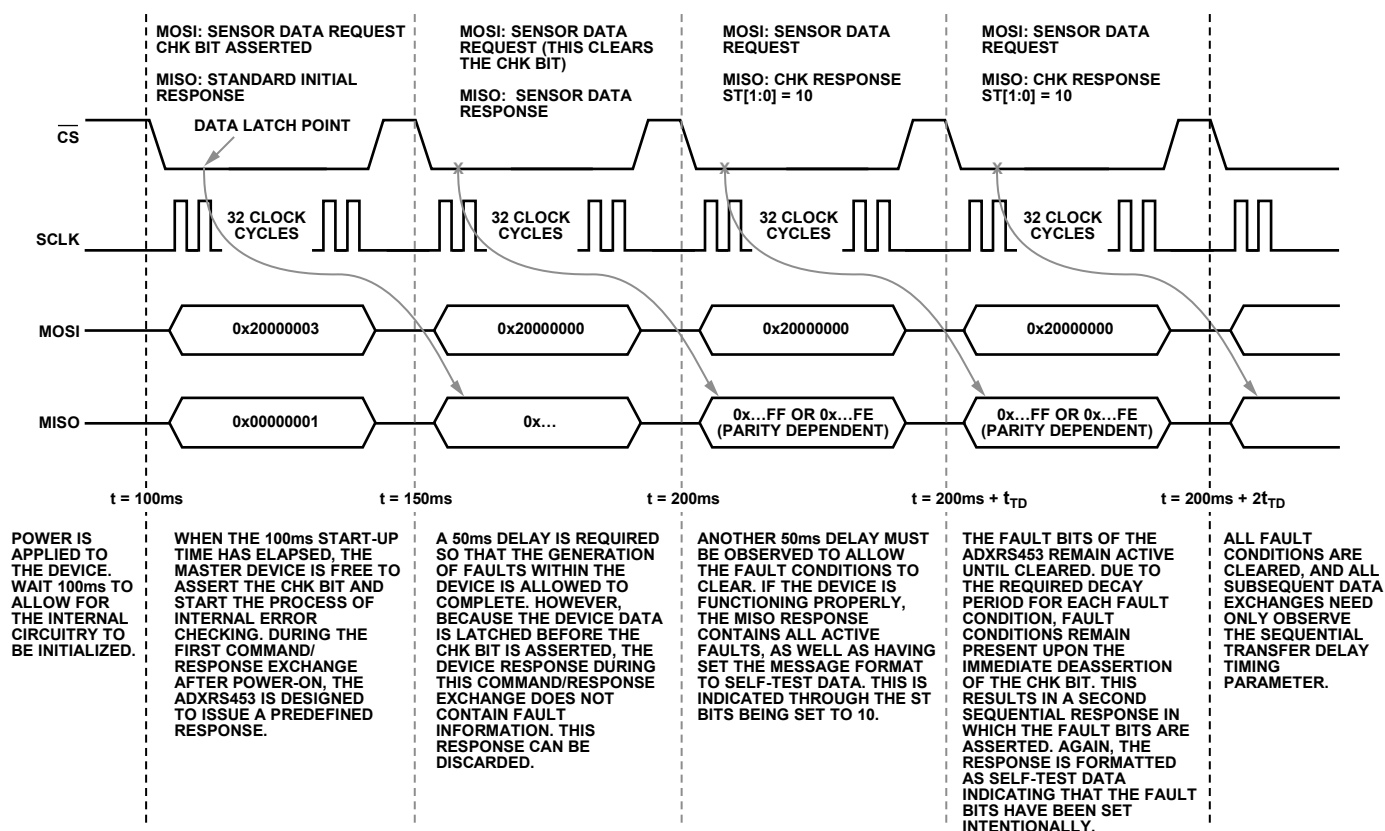 MOSI: SENSOR DATA REQUEST
CHK BIT ASSERTED
MISO: STANDARD INITIAL
RESPONSE
MOSI: SENSOR DATA
REQUEST (THIS CLEARS
THE CHK BIT)
MISO: SENSOR DATA
RESPONSE
MOSI: SENSOR DATA
REQUEST
MISO: CHK RESPONSE
ST[1:0] = 10
MOSI: SENSOR DATA
REQUEST
MISO: CHK RESPONSE
ST[1:0] = 10
DATA LATCH POINT
CS
X
X
X
SCLK
32 CLOCK
CYCLES
32 CLOCK
CYCLES
32 CLOCK
CYCLES
32 CLOCK
CYCLES
MOSI
0x20000003
0x20000000
0x20000000
0x20000000
MISO
0x00000001
0x…
0x…FF OR 0x…FE
(PARITY DEPENDENT)
0x…FF OR 0x…FE
(PARITY DEPENDENT)
t = 100ms
t = 150ms
t = 200ms
t = 200ms + tTD
t = 200ms + 2tTD
POWER IS
APPLIED TO
THE DEVICE.
WAIT 100ms TO
ALLOW FOR
THE INTERNAL
CIRCUITRY TO
BE INITIALIZED.
WHEN THE 100ms START-UP
TIME HAS ELAPSED, THE
MASTER DEVICE IS FREE TO
ASSERT THE CHK BIT AND
START THE PROCESS OF
INTERNAL ERROR
CHECKING. DURING THE
FIRST COMMAND/
RESPONSE EXCHANGE
AFTER POWER-ON, THE
ADXRS453 IS DESIGNED
TO ISSUE A PREDEFINED
RESPONSE.
A 50ms DELAY IS REQUIRED
SO THAT THE GENERATION
OF FAULTS WITHIN THE
DEVICE IS ALLOWED TO
COMPLETE. HOWEVER,
BECAUSE THE DEVICE DATA
IS LATCHED BEFORE THE
CHK BIT IS ASSERTED, THE
DEVICE RESPONSE DURING
THIS COMMAND/RESPONSE
EXCHANGE DOES NOT
CONTAIN FAULT
INFORMATION. THIS
RESPONSE CAN BE
DISCARDED.
ANOTHER 50ms DELAY MUST
BE OBSERVED TO ALLOW
THE FAULT CONDITIONS TO
CLEAR. IF THE DEVICE IS
FUNCTIONING PROPERLY,
THE MISO RESPONSE
CONTAINS ALL ACTIVE
FAULTS, AS WELL AS HAVING
SET THE MESSAGE FORMAT
TO SELF-TEST DATA. THIS IS
INDICATED THROUGH THE ST
BITS BEING SET TO 10.
THE FAULT BITS OF THE
ADXRS453 REMAIN ACTIVE
UNTIL CLEARED. DUE TO
THE REQUIRED DECAY
PERIOD FOR EACH FAULT
CONDITION, FAULT
CONDITIONS REMAIN
PRESENT UPON THE
IMMEDIATE DEASSERTION
OF THE CHK BIT. THIS
RESULTS IN A SECOND
SEQUENTIAL RESPONSE IN
WHICH THE FAULT BITS ARE
ASSERTED. AGAIN, THE
RESPONSE IS FORMATTED
AS SELF-TEST DATA
INDICATING THAT THE FAULT
BITS HAVE BEEN SET
INTENTIONALLY.
ALL FAULT
CONDITIONS ARE
CLEARED, AND ALL
SUBSEQUENT DATA
EXCHANGES NEED
ONLY OBSERVE
THE SEQUENTIAL
TRANSFER DELAY
TIMING
PARAMETER.